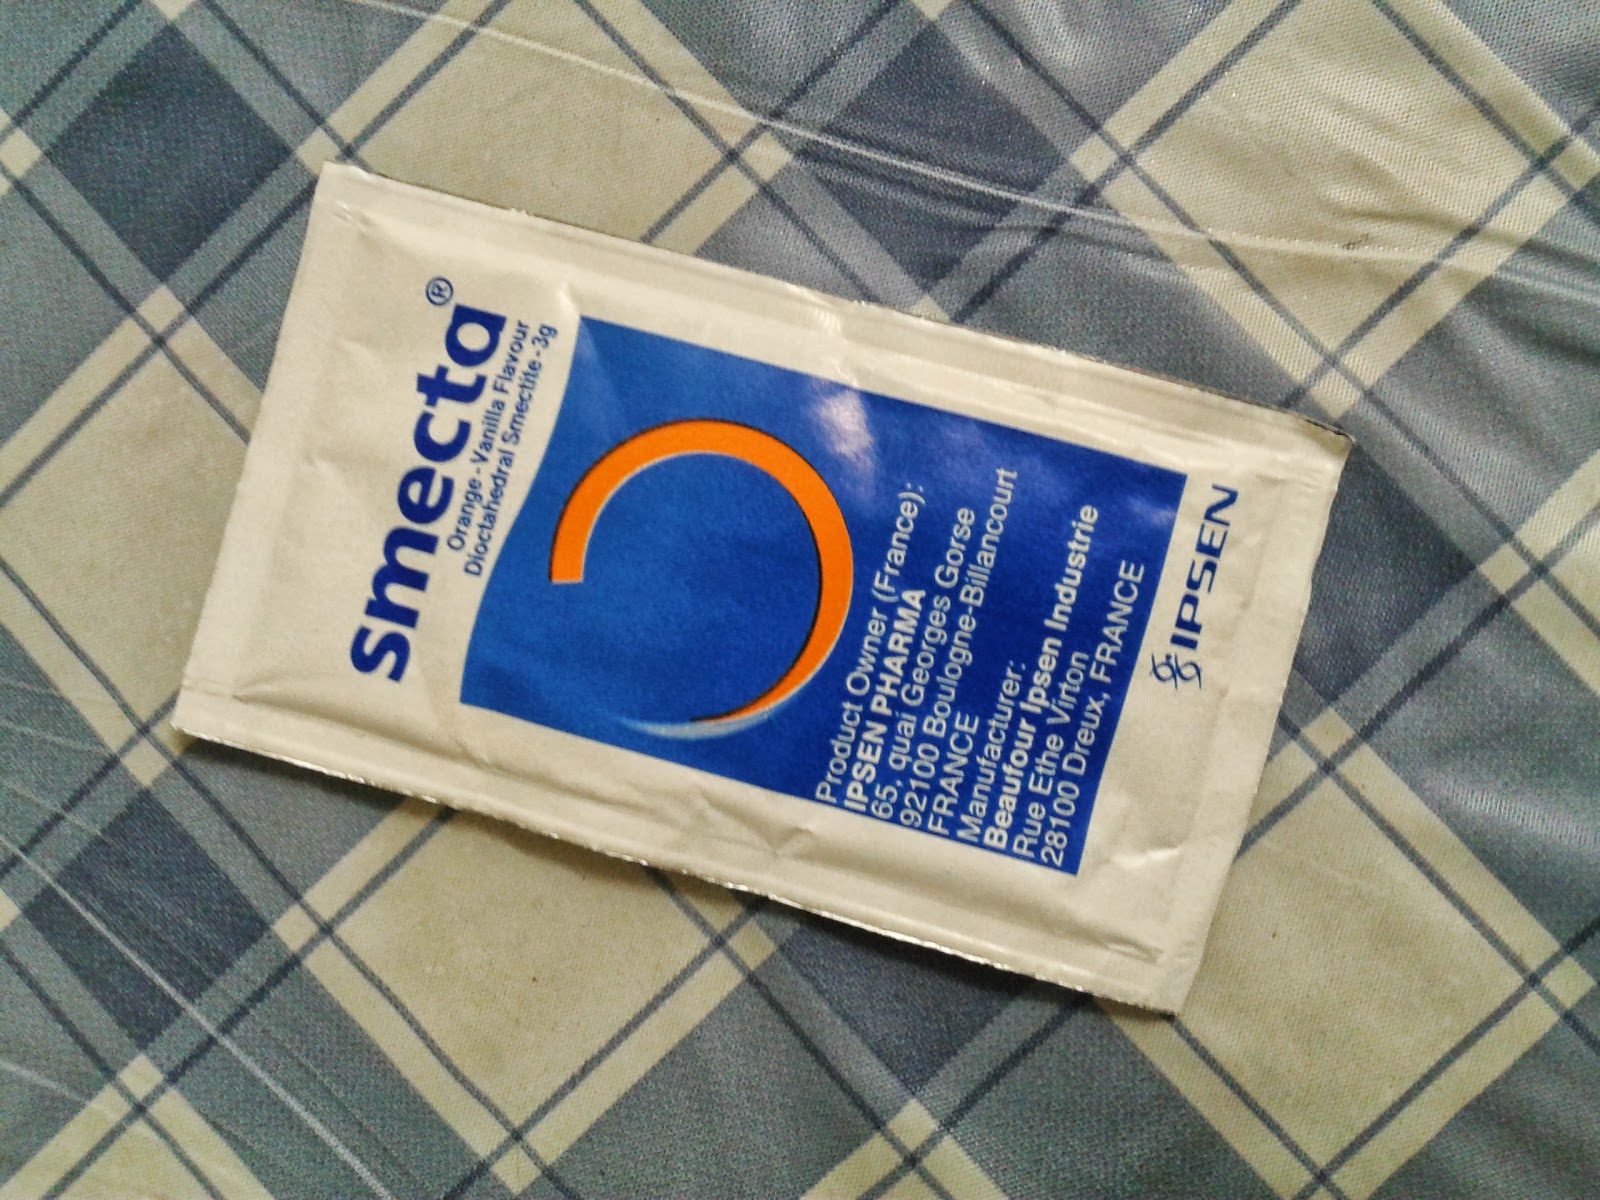 smecta®
Orange - Vanilla Flavour
Dioctahedral Smectite - 3g
Product Owner (France):
IPSEN PHARMA
65, quai Georges Gorse
92100 Boulogne-Billancourt
FRANCE
Manufacturer:
Beaufour Ipsen Industrie
Rue Ethe Virton
28100 Dreux, FRANCE
IPSEN